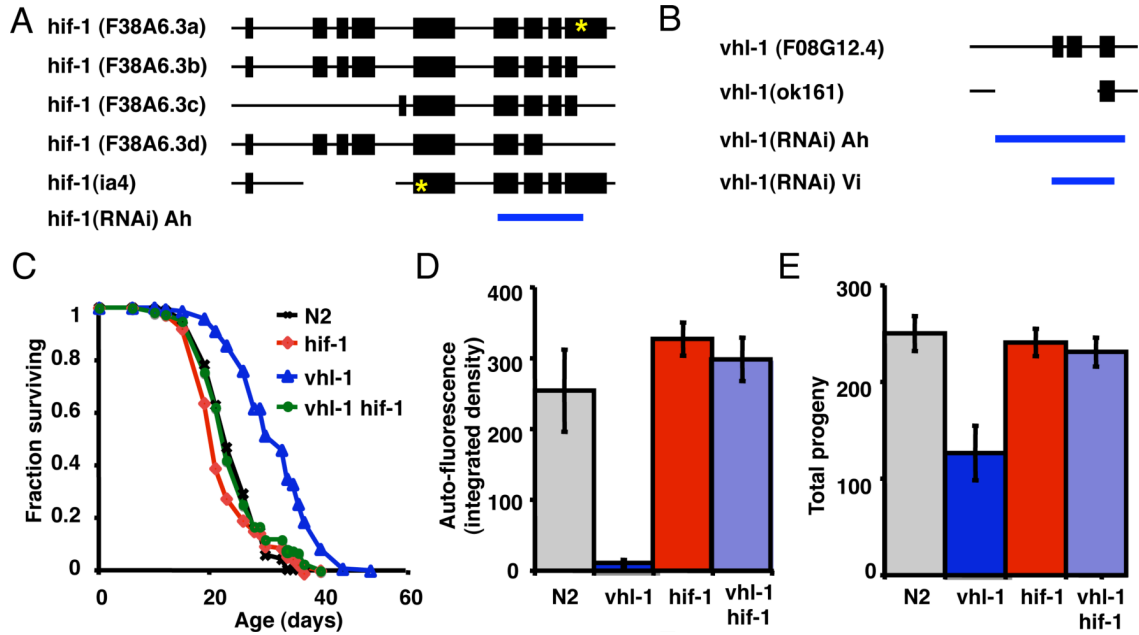 A
hif-1 (F38A6.3a)
hif-1 (F38A6.3b)
hif-1 (F38A6.3c)
hif-1 (F38A6.3d)
hif-1(ia4)
hif-1(RNAi) Ah
*
*
B
vhl-1 (F08G12.4)
vhl-1(ok161)
vhl-1(RNAi) Ah
vhl-1(RNAi) Vi
C
Fraction surviving
1
0.8
0.6
0.4
0.2
0
0 20 40 60
Age (days)
N2
hif-1
vhl-1
vhl-1 hif-1
D
Auto-fluorescence
(integrated density)
400
300
200
100
0
N2 vhl-1 hif-1 vhl-1
hif-1
E
Total progeny
300
200
100
0
N2 vhl-1 hif-1 vhl-1
hif-1